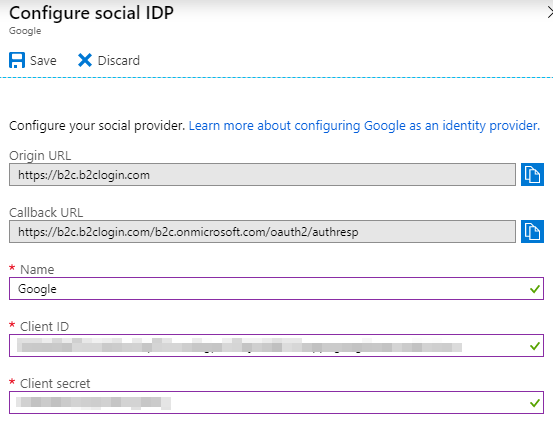 Configure social IDP
Google
Save Discard
Configure your social provider. Learn more about configuring Google as an identity provider.
Origin URL
https://b2c.b2clogin.com
Callback URL
https://b2c.b2clogin.com/b2c.onmicrosoft.com/oauth2/authresp
* Name
Google
* Client ID
* Client secret